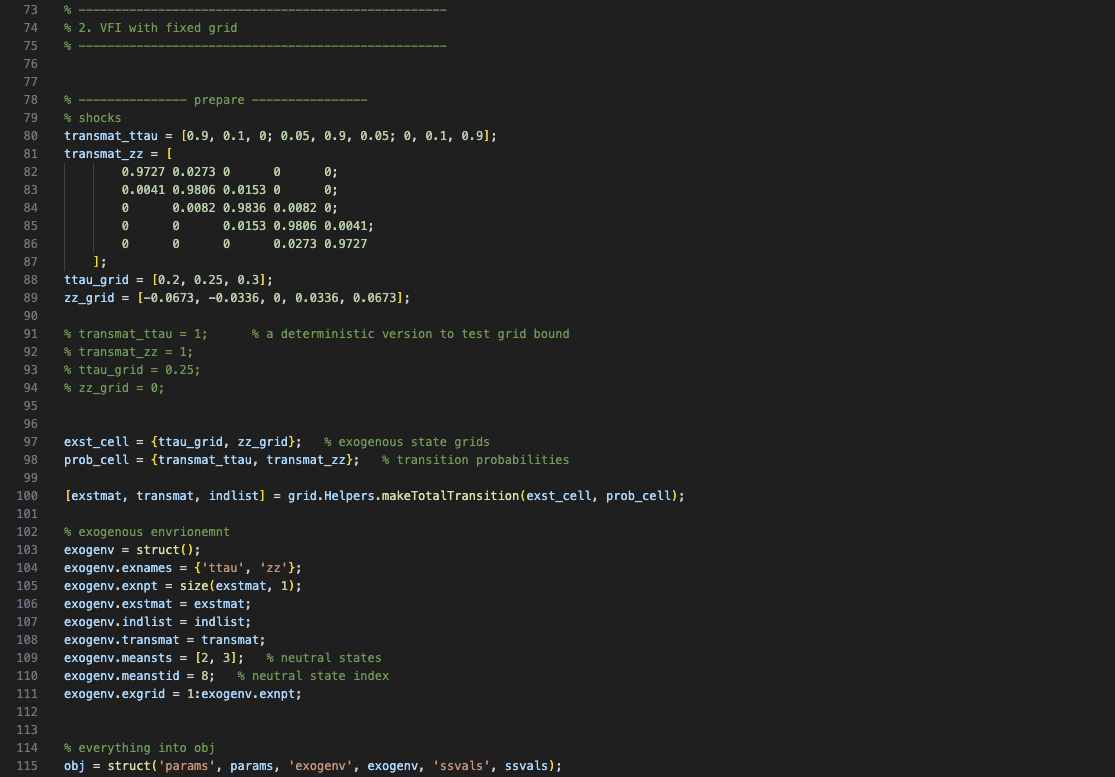 73 % ---------------------------------------------------
74 % 2. VFI with fixed grid
75 % ---------------------------------------------------
76
77
78 % --------------- prepare ----------------
79 % shocks
80 transmat_ttau = [0.9, 0.1, 0; 0.05, 0.9, 0.05; 0, 0.1, 0.9];
81 transmat_zz = [
82 0.9727 0.0273 0 0 0;
83 0.0041 0.9806 0.0153 0 0;
84 0 0.0082 0.9836 0.0082 0;
85 0 0 0.0153 0.9806 0.0041;
86 0 0 0 0.0273 0.9727
87 ];
88 ttau_grid = [0.2, 0.25, 0.3];
89 zz_grid = [-0.0673, -0.0336, 0, 0.0336, 0.0673];
90
91 % transmat_ttau = 1; % a deterministic version to test grid bound
92 % transmat_zz = 1;
93 % ttau_grid = 0.25;
94 % zz_grid = 0;
95
96
97 exst_cell = {ttau_grid, zz_grid}; % exogenous state grids
98 prob_cell = {transmat_ttau, transmat_zz}; % transition probabilities
99
100 [exstmat, transmat, indlist] = grid.Helpers.makeTotalTransition(exst_cell, prob_cell);
101
102 % exogenous envrionemnt
103 exogenv = struct();
104 exogenv.exnames = {'ttau', 'zz'};
105 exogenv.exnpt = size(exstmat, 1);
106 exogenv.exstmat = exstmat;
107 exogenv.indlist = indlist;
108 exogenv.transmat = transmat;
109 exogenv.meansts = [2, 3]; % neutral states
110 exogenv.meanstid = 8; % neutral state index
111 exogenv.exgrid = 1:exogenv.exnpt;
112
113
114 % everything into obj
115 obj = struct('params', params, 'exogenv', exogenv, 'ssvals', ssvals);